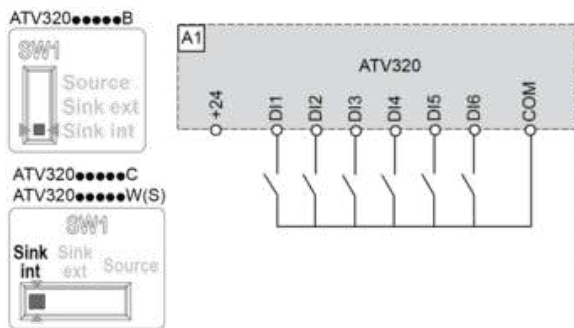 ATV320●●●●●B
SW1
Source
Sink ext
Sink int
ATV320●●●●●C
ATV320●●●●●W(S)
SW1
Sink int
Sink ext
Source
A1
ATV320
+24
DI1
DI2
DI3
DI4
DI5
DI6
COM